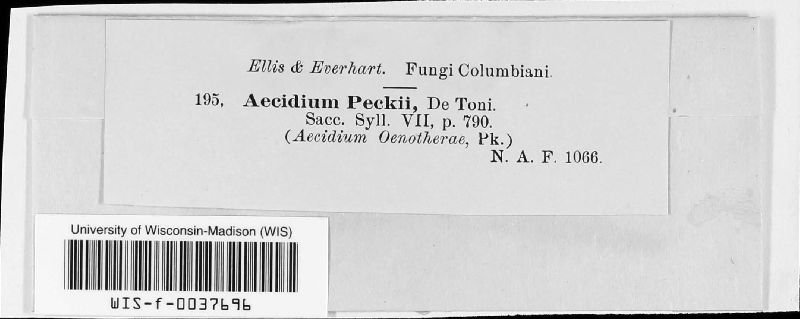 Ellis & Everhart. Fungi Columbiani.
195, Aecidium Peckii, De Toni.
Sacc. Syll. VII, p. 790.
(Aecidium Oenotherae, Pk.)
N. A. F. 1066.
University of Wisconsin-Madison (WIS)
WIS-f-0037696